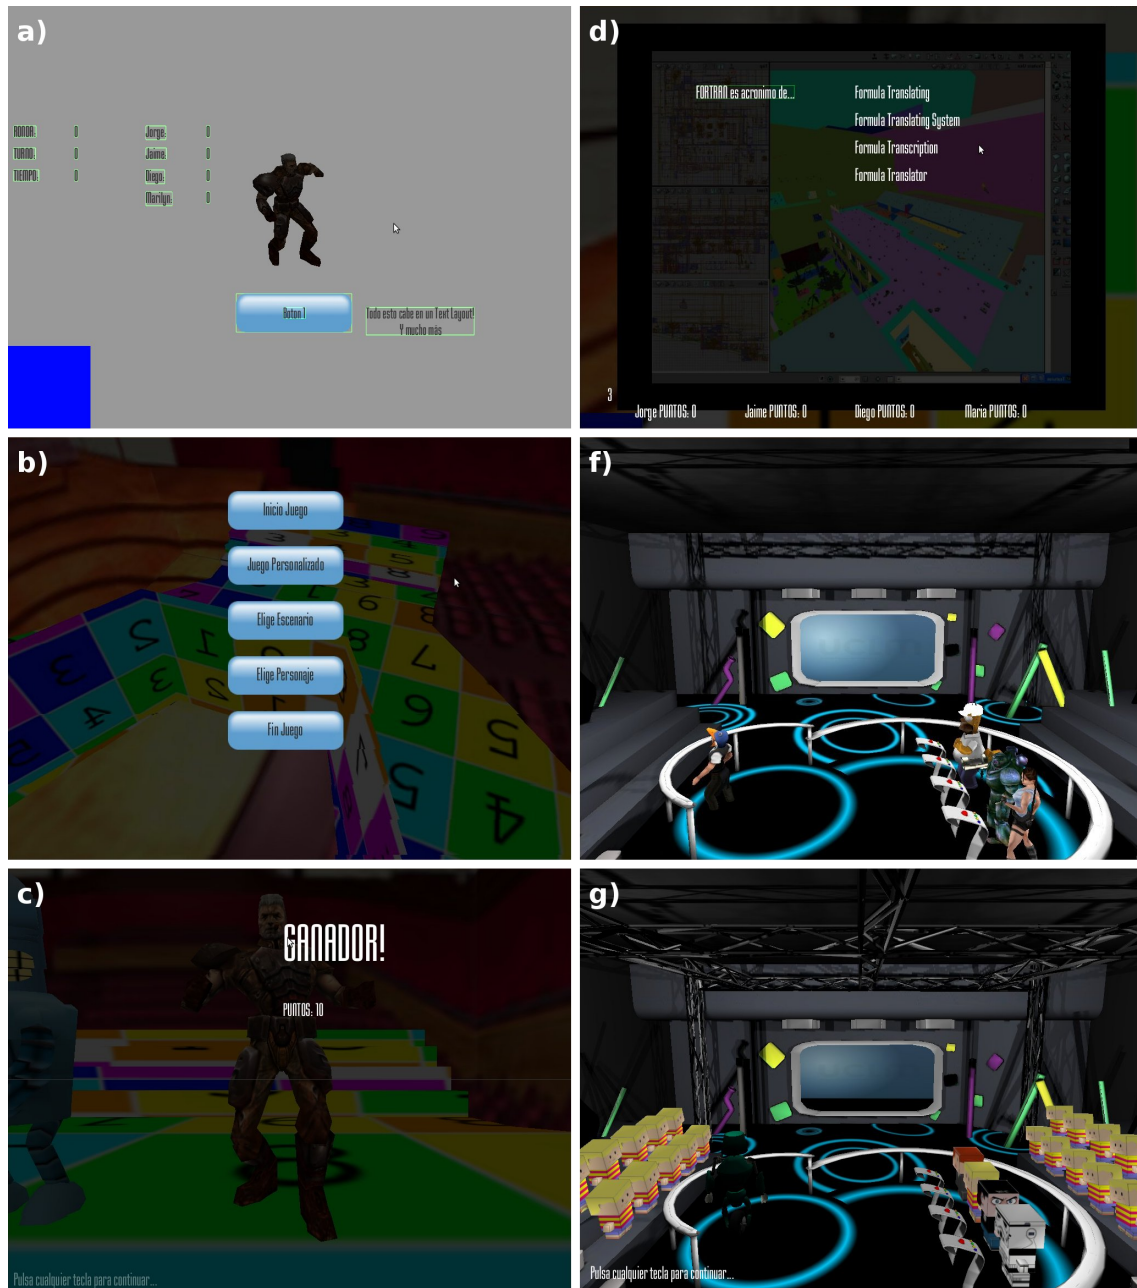 a)
RONDA: 0 Jorge: 0
TURNO: 0 Jaime: 0
TIEMPO: 0 Diego: 0
Marilyn: 0
Boton 1
Todo esto cabe en un Text Layout!
Y mucho más
b)
Inicio Juego
Juego Personalizado
Elige Escenario
Elige Personaje
Fin Juego
c)
GANADOR!
PUNTOS: 10
Pulsa cualquier tecla para continuar...
d)
FORTRAN es acronimo de...
Formula Translating
Formula Translating System
Formula Transcription
Formula Translator
3
Jorge PUNTOS: 0 Jaime PUNTOS: 0 Diego PUNTOS: 0 Maria PUNTOS: 0
f)
g)
Pulsa cualquier tecla para continuar...